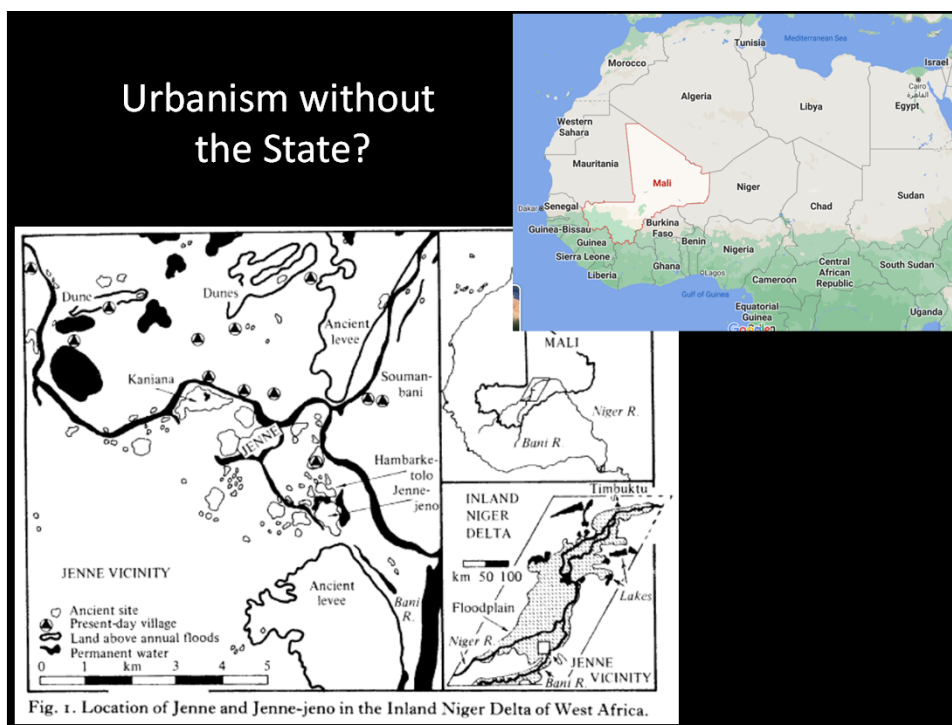 Urbanism without
the State?
Mediterranean Sea
Tunisia
Morocco
Israel
Cairo
القاهرة
Algeria
Libya
Egypt
Western
Sahara
Mauritania
Mali
Niger
Chad
Sudan
Dakar
Senegal
Guinea-Bissau
Burkina
Faso
Guinea
Benin
Nigeria
Sierra Leone
Ghana
Lagos
Liberia
Cameroon
Central
African
Republic
South Sudan
Gulf of Guinea
Equatorial
Guinea
Uganda
Google
Dune
Dunes
Ancient
levee
Kaniana
Souman-
bani
JENNE
Hambarke-
tolo
Jenne-
jeno
JENNE VICINITY
Ancient
levee
Bani
R.
Ancient site
Present-day village
Land above annual floods
Permanent water
0 1 km 3 4 5
MALI
Niger R.
Bani R.
Timbuktu
INLAND
NIGER
DELTA
km 50 100
Lakes
Floodplain
Niger R.
JENNE
VICINITY
Bani R.
Fig. 1. Location of Jenne and Jenne-jeno in the Inland Niger Delta of West Africa.